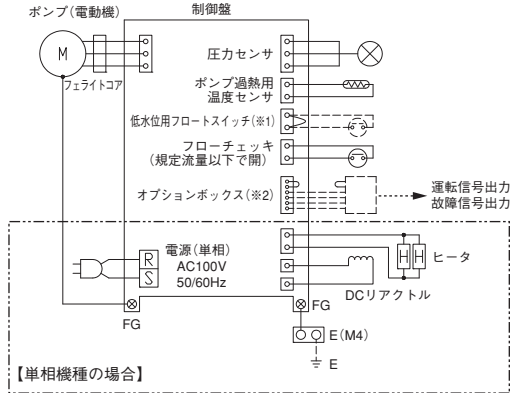 ポンプ(電動機)
制御盤
M
フェライトコア
圧力センサ
ポンプ過熱用
温度センサ
低水位用フロートスイッチ(※1)
フローチェッキ
(規定流量以下で開)
オプションボックス(※2)
運転信号出力
故障信号出力
R
S
電源(単相)
AC100V
50/60Hz
H H ヒータ
DCリアクトル
FG
FG
E(M4)
E
【単相機種の場合】